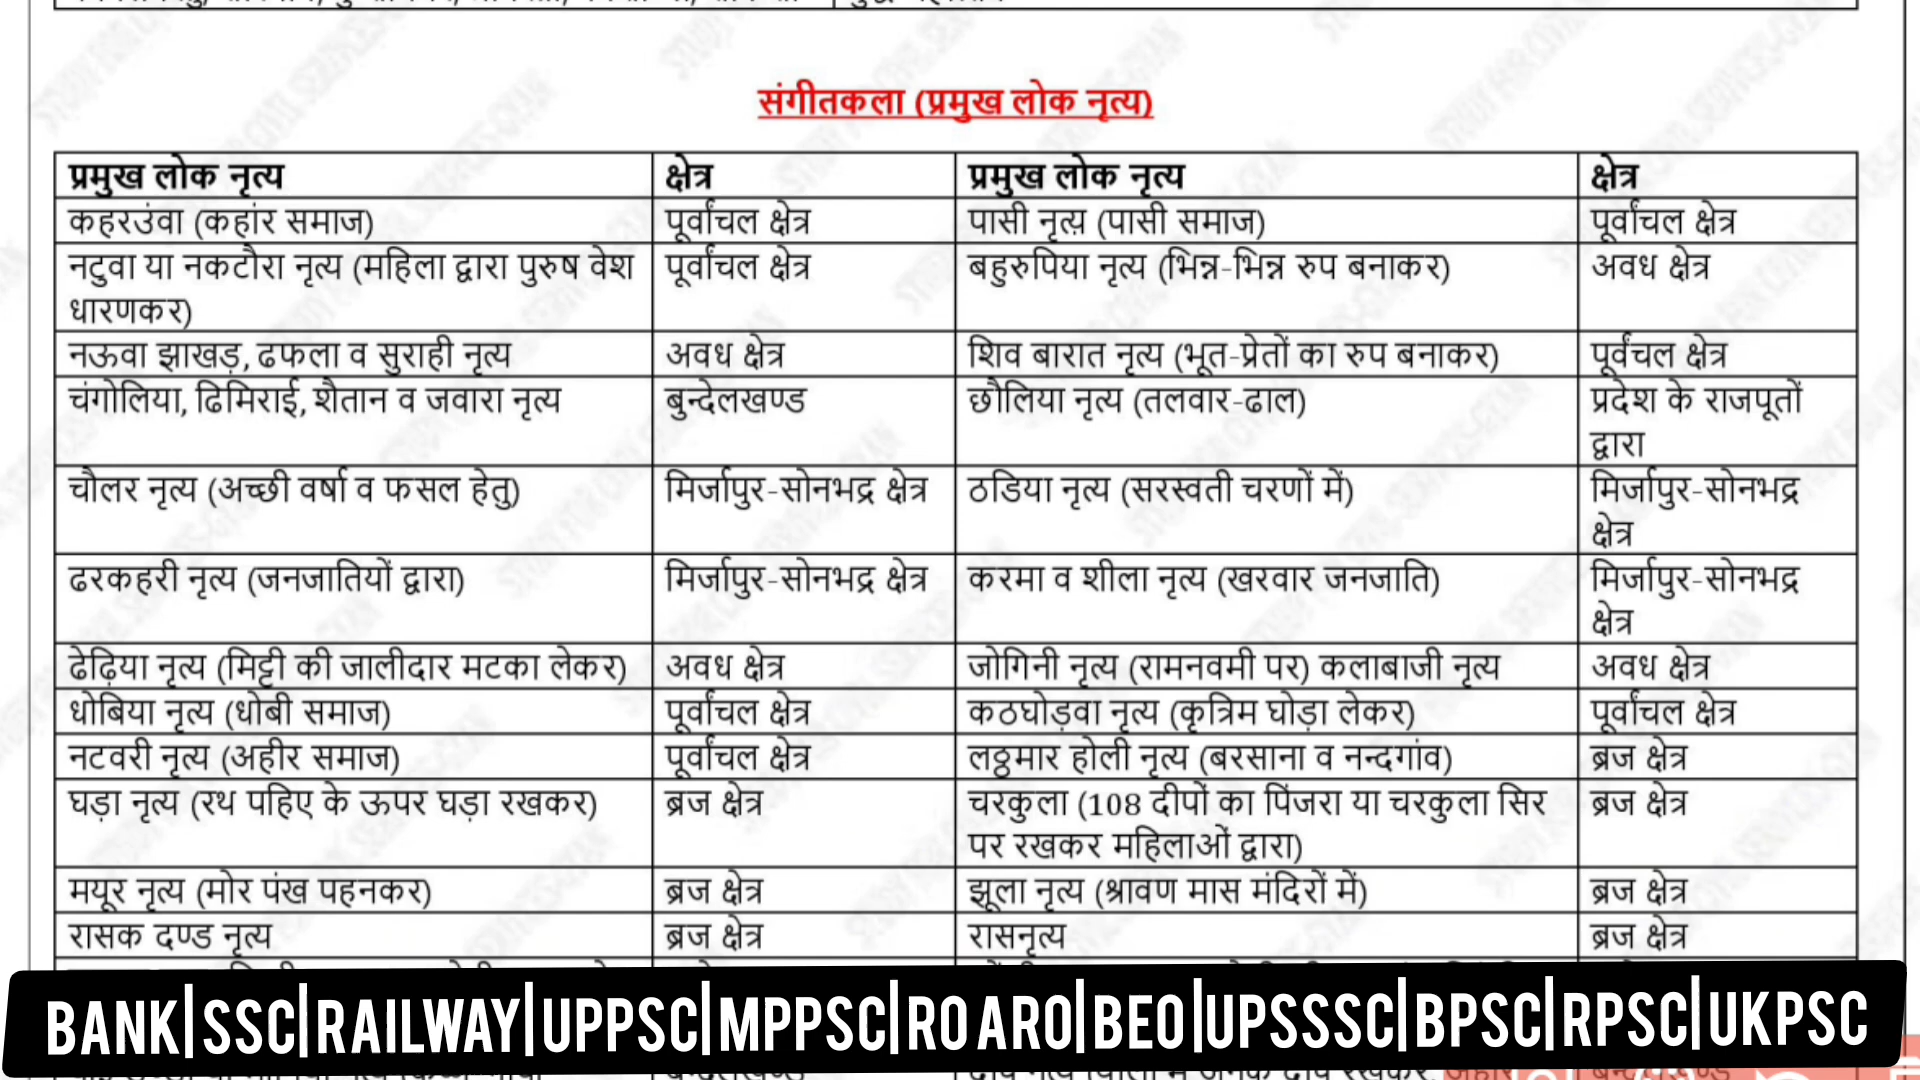 संगीतकला (प्रमुख लोक नृत्य)
प्रमुख लोक नृत्य क्षेत्र प्रमुख लोक नृत्य क्षेत्र
कहरउंवा (कहांर समाज) पूर्वांचल क्षेत्र पासी नृत्य़ (पासी समाज) पूर्वांचल क्षेत्र
नटुवा या नकटौरा नृत्य (महिला द्वारा पुरुष वेश पूर्वांचल क्षेत्र बहुरुपिया नृत्य (भिन्न-भिन्न रुप बनाकर) अवध क्षेत्र
धारणकर)
नऊवा झाखड़, ढफला व सुराही नृत्य अवध क्षेत्र शिव बारात नृत्य (भूत-प्रेतों का रुप बनाकर) पूर्वंचल क्षेत्र
चंगोलिया, ढिमिराई, शैतान व जवारा नृत्य बुन्देलखण्ड छौलिया नृत्य (तलवार-ढाल) प्रदेश के राजपूतों
द्वारा
चौलर नृत्य (अच्छी वर्षा व फसल हेतु) मिर्जापुर-सोनभद्र क्षेत्र ठडिया नृत्य (सरस्वती चरणों में) मिर्जापुर-सोनभद्र
क्षेत्र
ढरकहरी नृत्य (जनजातियों द्वारा) मिर्जापुर-सोनभद्र क्षेत्र करमा व शीला नृत्य (खरवार जनजाति) मिर्जापुर-सोनभद्र
क्षेत्र
ढेढ़िया नृत्य (मिट्टी की जालीदार मटका लेकर) अवध क्षेत्र जोगिनी नृत्य (रामनवमी पर) कलाबाजी नृत्य अवध क्षेत्र
धोबिया नृत्य (धोबी समाज) पूर्वांचल क्षेत्र कठघोड़वा नृत्य (कृत्रिम घोड़ा लेकर) पूर्वांचल क्षेत्र
नटवरी नृत्य (अहीर समाज) पूर्वांचल क्षेत्र लठ्ठमार होली नृत्य (बरसाना व नन्दगांव) ब्रज क्षेत्र
घड़ा नृत्य (रथ पहिए के ऊपर घड़ा रखकर) ब्रज क्षेत्र चरकुला (108 दीपों का पिंजरा या चरकुला सिर ब्रज क्षेत्र
पर रखकर महिलाओं द्वारा)
मयूर नृत्य (मोर पंख पहनकर) ब्रज क्षेत्र झूला नृत्य (श्रावण मास मंदिरों में) ब्रज क्षेत्र
रासक दण्ड नृत्य ब्रज क्षेत्र रासनृत्य ब्रज क्षेत्र
BANK|SSC|RAILWAY|UPPSC|MPPSC|RO ARO|BEO|UPSSSC|BPSC|RPSC|UKPSC